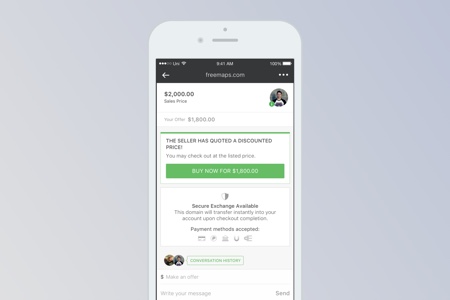 Uni 9:41 AM 100%
freemaps.com
$2,000.00
Sales Price
Your Offer $1,800.00
THE SELLER HAS QUOTED A DISCOUNTED
PRICE!
You may check out at the listed price.
BUY NOW FOR $1,800.00
Secure Exchange Available
This domain will transfer instantly into your
account upon checkout completion.
Payment methods accepted:
CONVERSATION HISTORY
$ Make an offer
Write your message Send